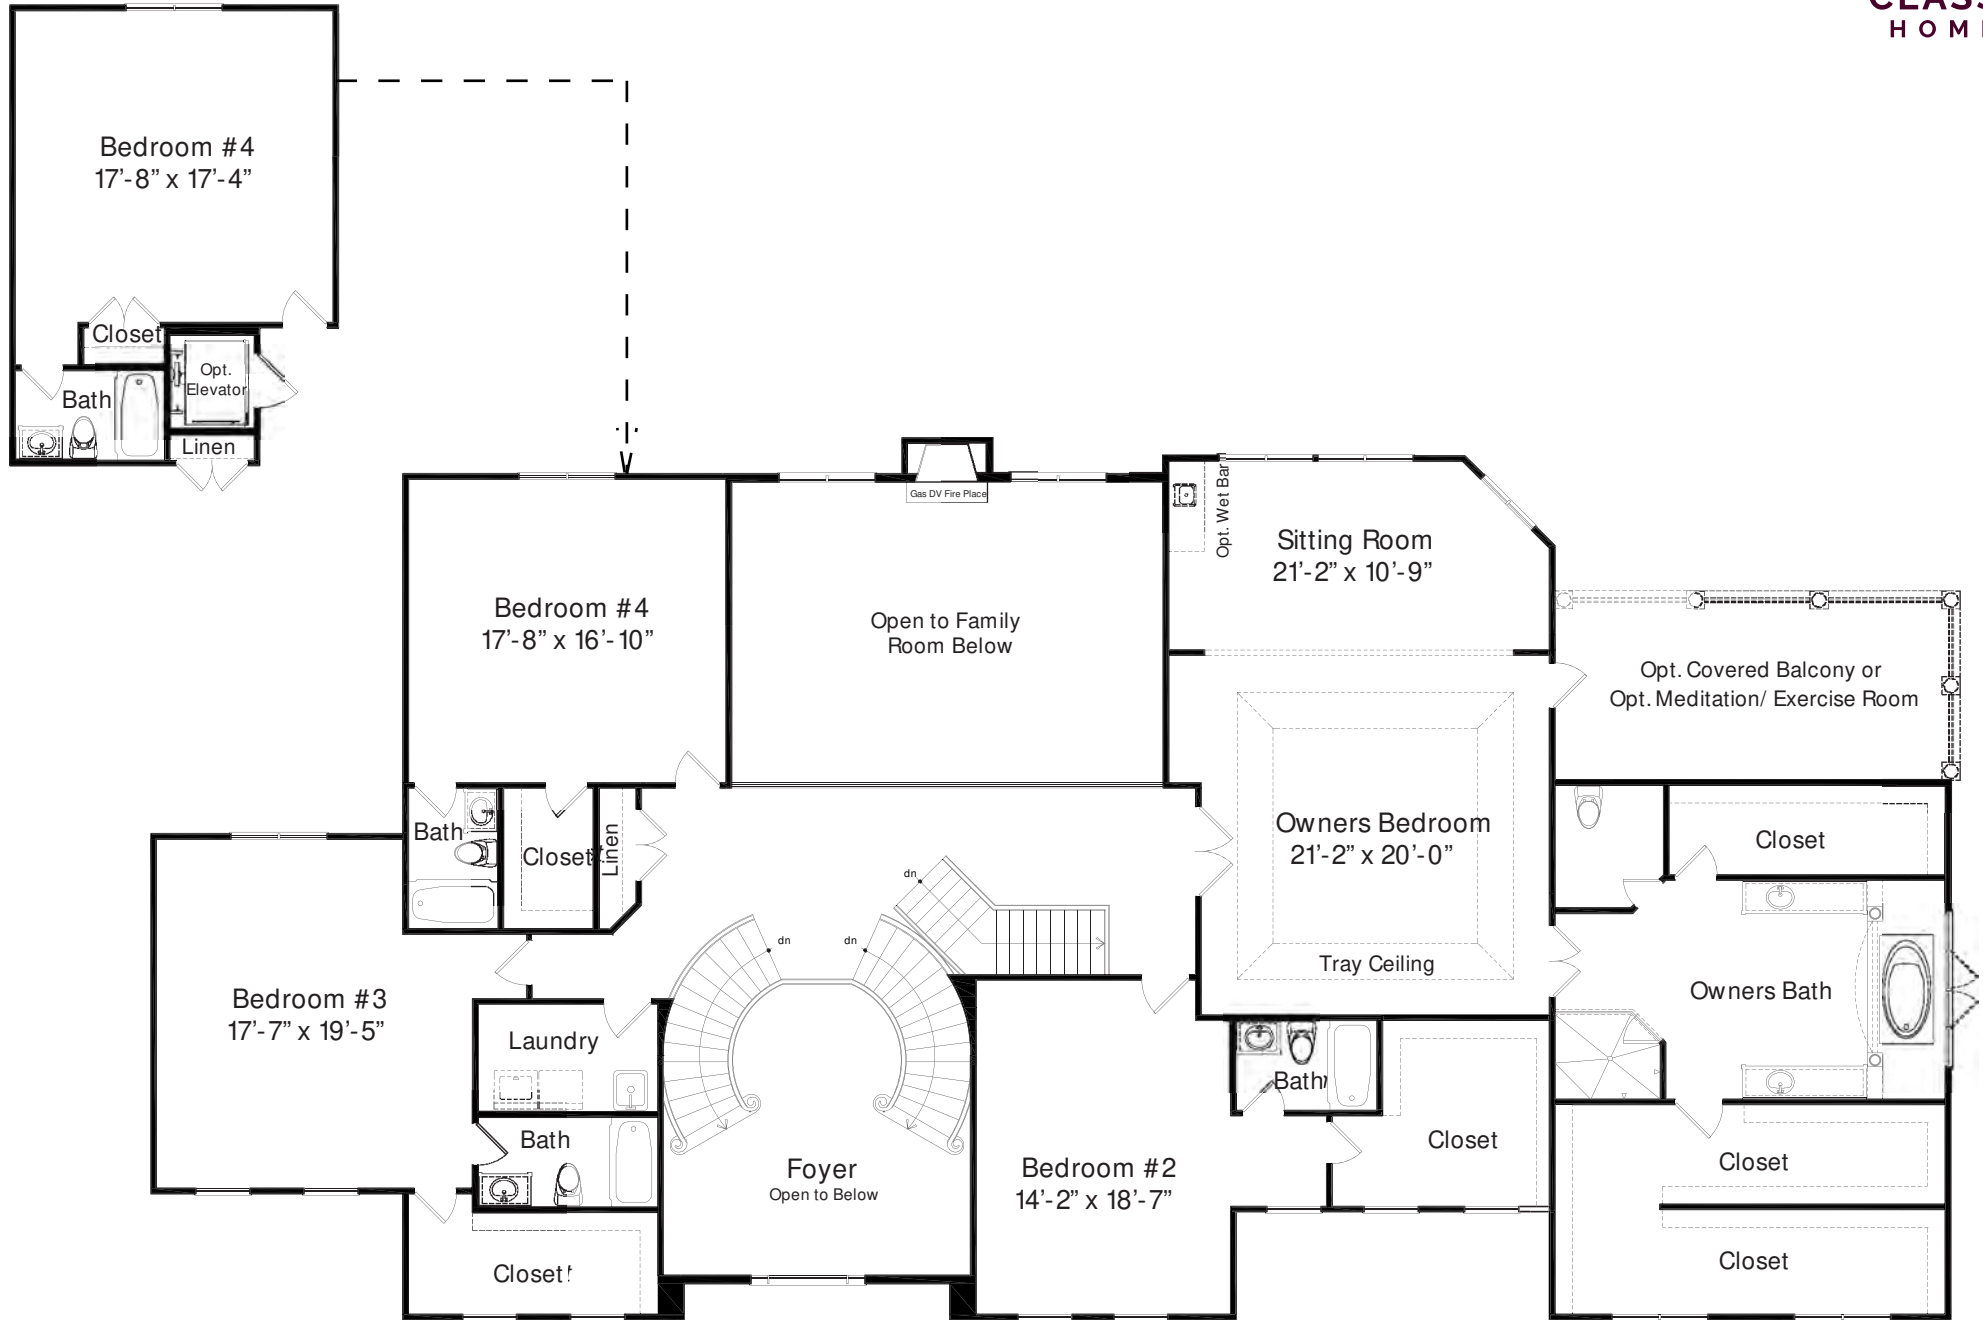 HOM
Bedroom #4
17'-8" x 17'-4"
Closet
Opt.
Elevator
Bath
Linen
Gas DV Fire Place
Opt. Wet Bar
Sitting Room
21'-2" x 10'-9"
Bedroom #4
17'-8" x 16'-10"
Open to Family
Room Below
Opt. Covered Balcony or
Opt. Meditation/ Exercise Room
Owners Bedroom
21'-2" x 20'-0"
Tray Ceiling
Closet
Bath
Closet
Linen
dn
dn
dn
Bedroom #3
17'-7" x 19'-5"
Laundry
Owners Bath
Bath
Bath
Closet
Foyer
Open to Below
Bedroom #2
14'-2" x 18'-7"
Closet
Closet
Closet